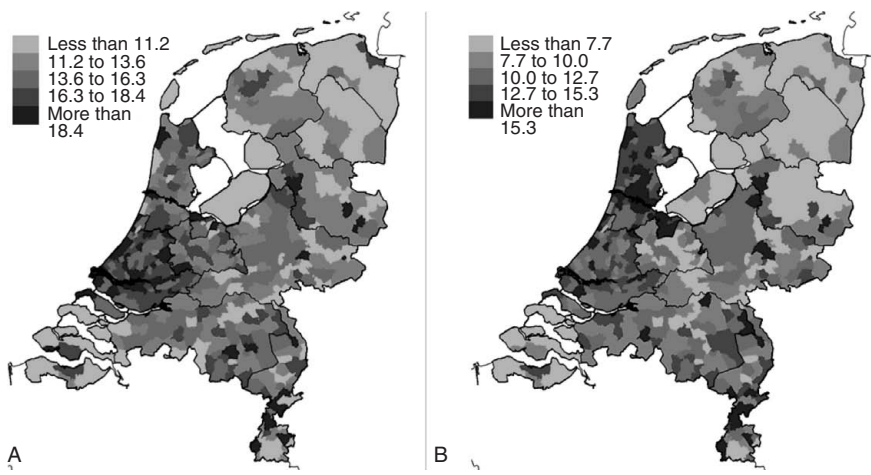 Less than 11.2
11.2 to 13.6
13.6 to 16.3
16.3 to 18.4
More than
18.4
A
Less than 7.7
7.7 to 10.0
10.0 to 12.7
12.7 to 15.3
More than
15.3
B